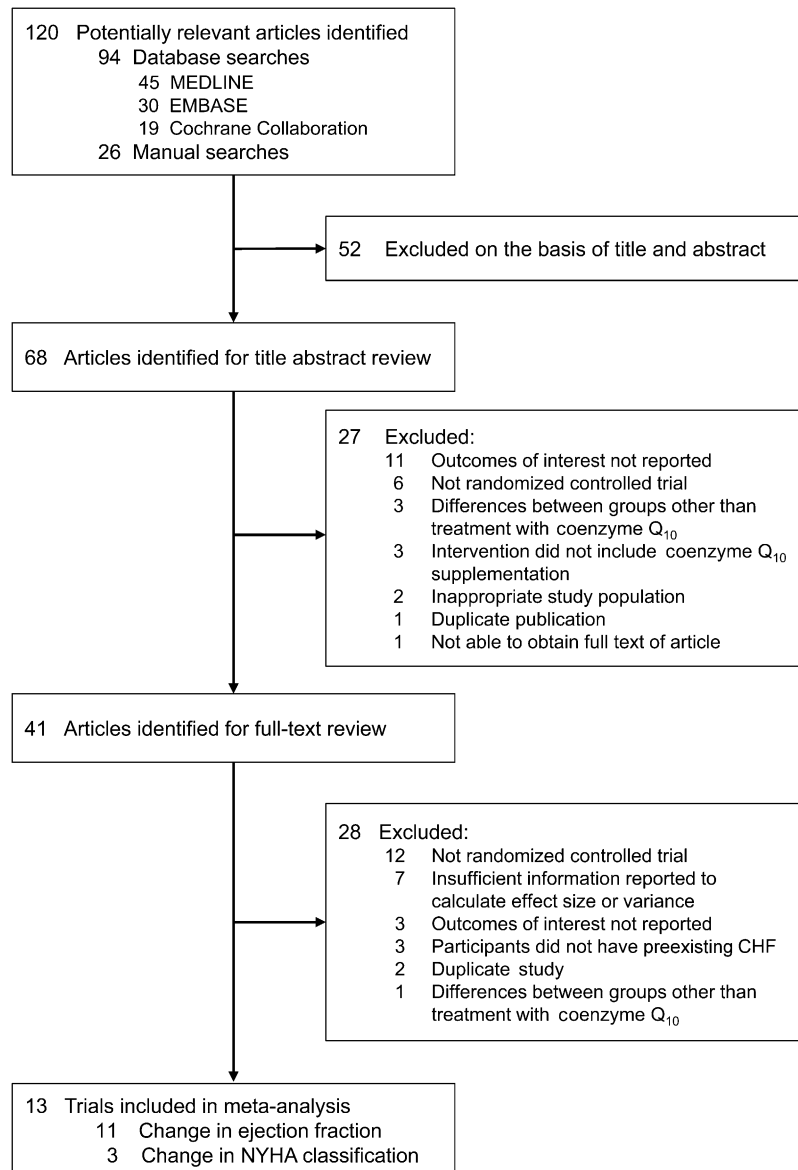 120 Potentially relevant articles identified
94 Database searches
45 MEDLINE
30 EMBASE
19 Cochrane Collaboration
26 Manual searches
52 Excluded on the basis of title and abstract
68 Articles identified for title abstract review
27 Excluded:
11 Outcomes of interest not reported
6 Not randomized controlled trial
3 Differences between groups other than
treatment with coenzyme Q10
3 Intervention did not include coenzyme Q10
supplementation
2 Inappropriate study population
1 Duplicate publication
1 Not able to obtain full text of article
41 Articles identified for full-text review
28 Excluded:
12 Not randomized controlled trial
7 Insufficient information reported to
calculate effect size or variance
3 Outcomes of interest not reported
3 Participants did not have preexisting CHF
2 Duplicate study
1 Differences between groups other than
treatment with coenzyme Q10
13 Trials included in meta-analysis
11 Change in ejection fraction
3 Change in NYHA classification